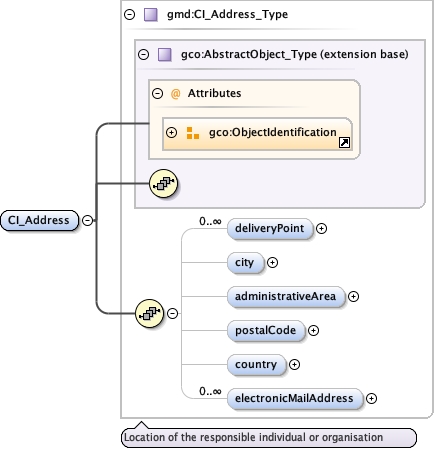 gmd:CI_Address_Type
gco:AbstractObject_Type (extension base)
@ Attributes
gco:ObjectIdentification
CI_Address
0..∞
deliveryPoint
city
administrativeArea
postalCode
country
0..∞
electronicMailAddress
Location of the responsible individual or organisation